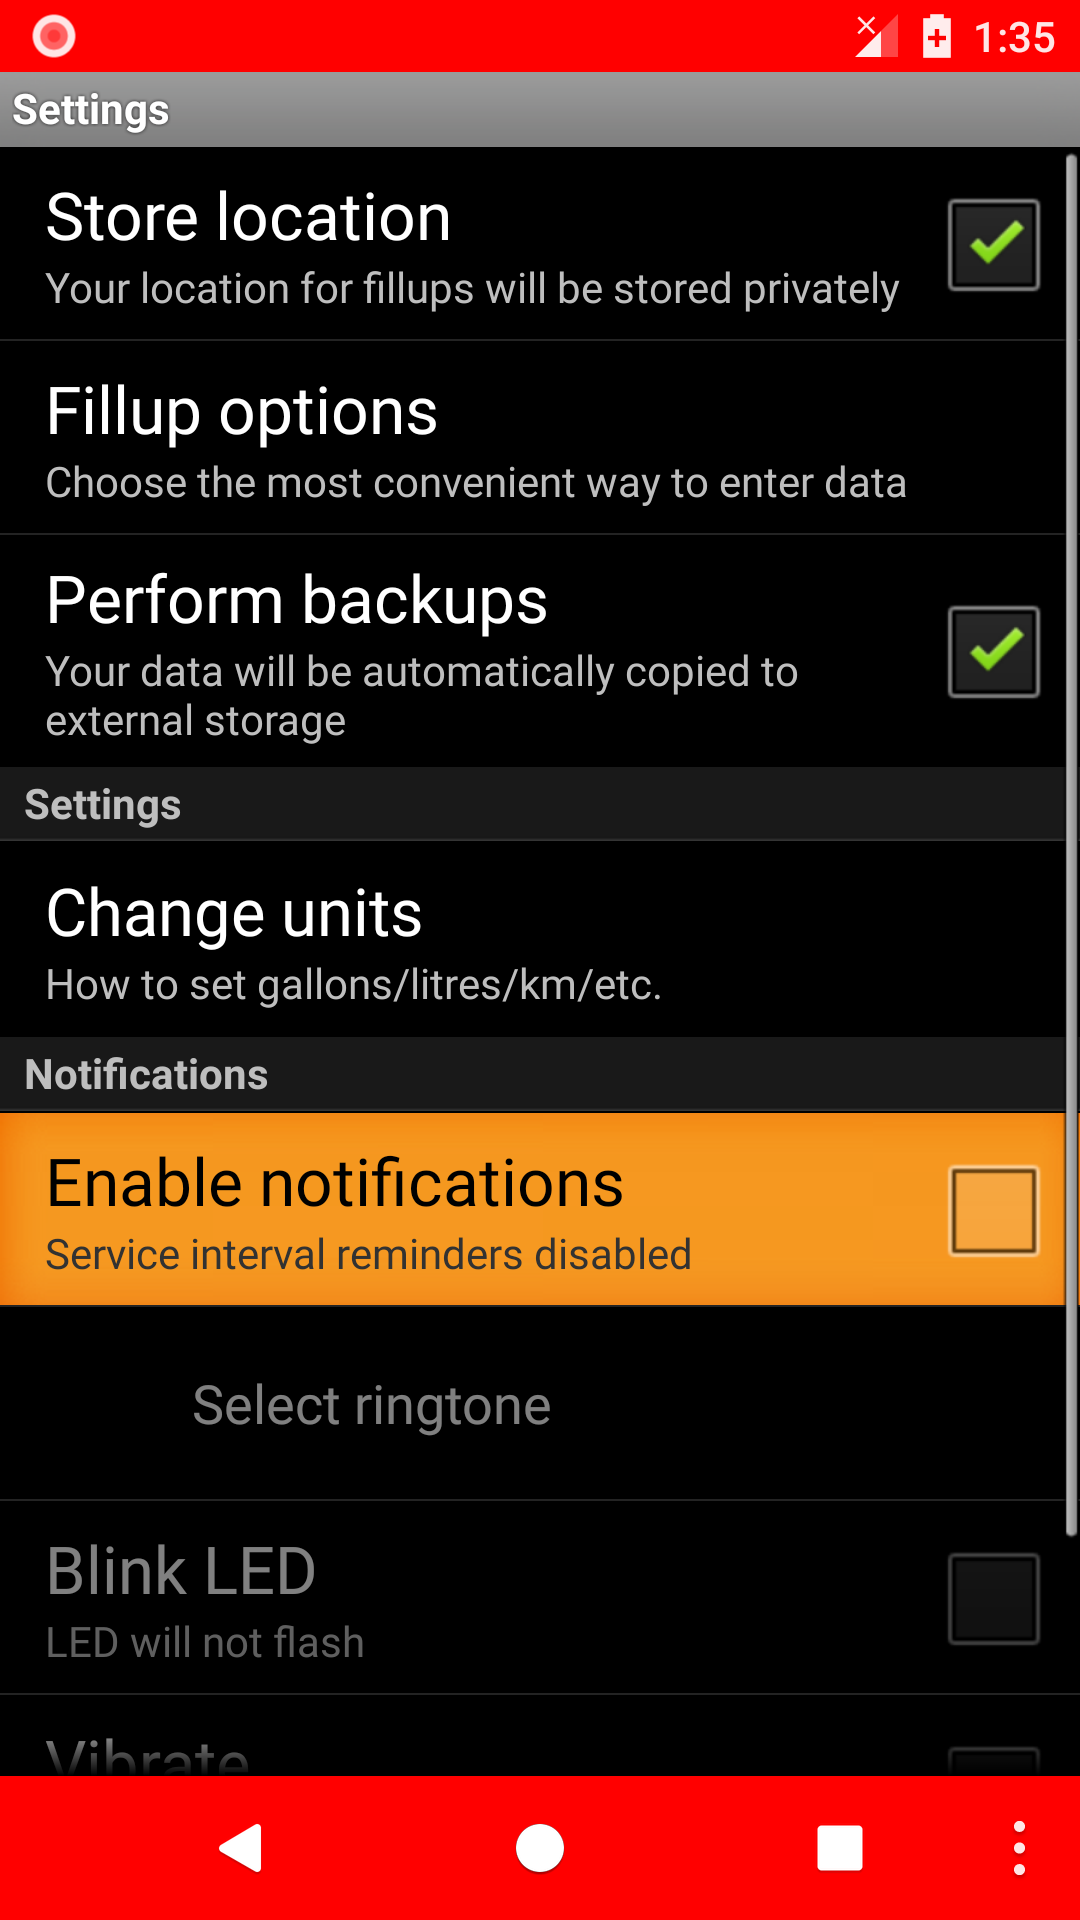 1:35
Settings
Store location
Your location for fillups will be stored privately
Fillup options
Choose the most convenient way to enter data
Perform backups
Your data will be automatically copied to
external storage
Settings
Change units
How to set gallons/litres/km/etc.
Notifications
Enable notifications
Service interval reminders disabled
Select ringtone
Blink LED
LED will not flash
Vibrate